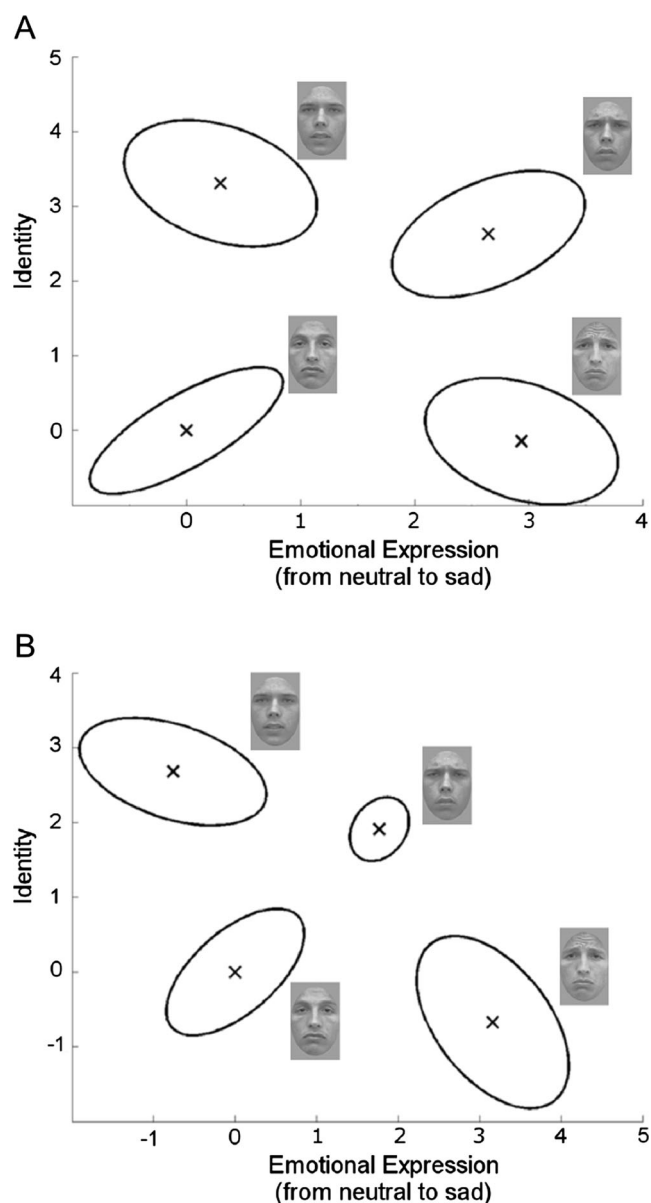 A
5
4
3
2
1
0
Identity
0 1 2 3 4
Emotional Expression
(from neutral to sad)
B
4
3
2
1
0
-1
Identity
-1 0 1 2 3 4 5
Emotional Expression
(from neutral to sad)